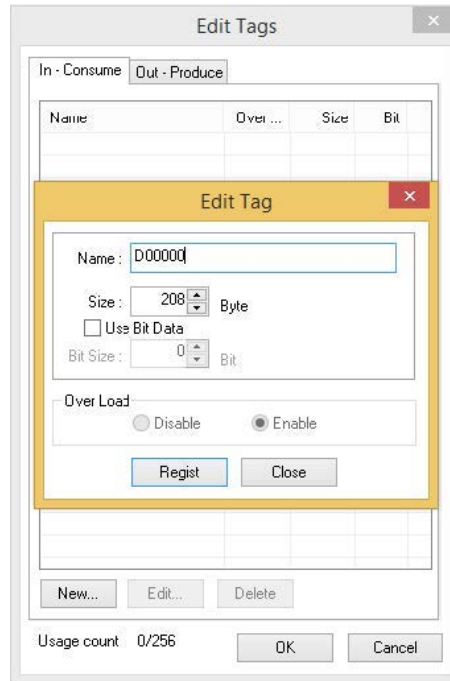 Edit Tags
In - Consume Out - Produce
Name Over ... Size Bit
Edit Tag
Name : D00000
Size : 208 Byte
Use Bit Data
Bit Size : 0 Bit
Over Load
Disable Enable
Regist Close
New... Edit... Delete
Usage count 0/256 OK Cancel